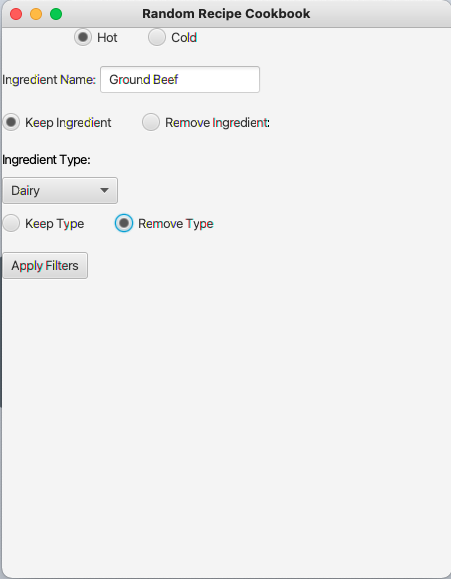 Random Recipe Cookbook
Hot Cold
Ingredient Name: Ground Beef
Keep Ingredient Remove Ingredient:
Ingredient Type:
Dairy
Keep Type Remove Type
Apply Filters